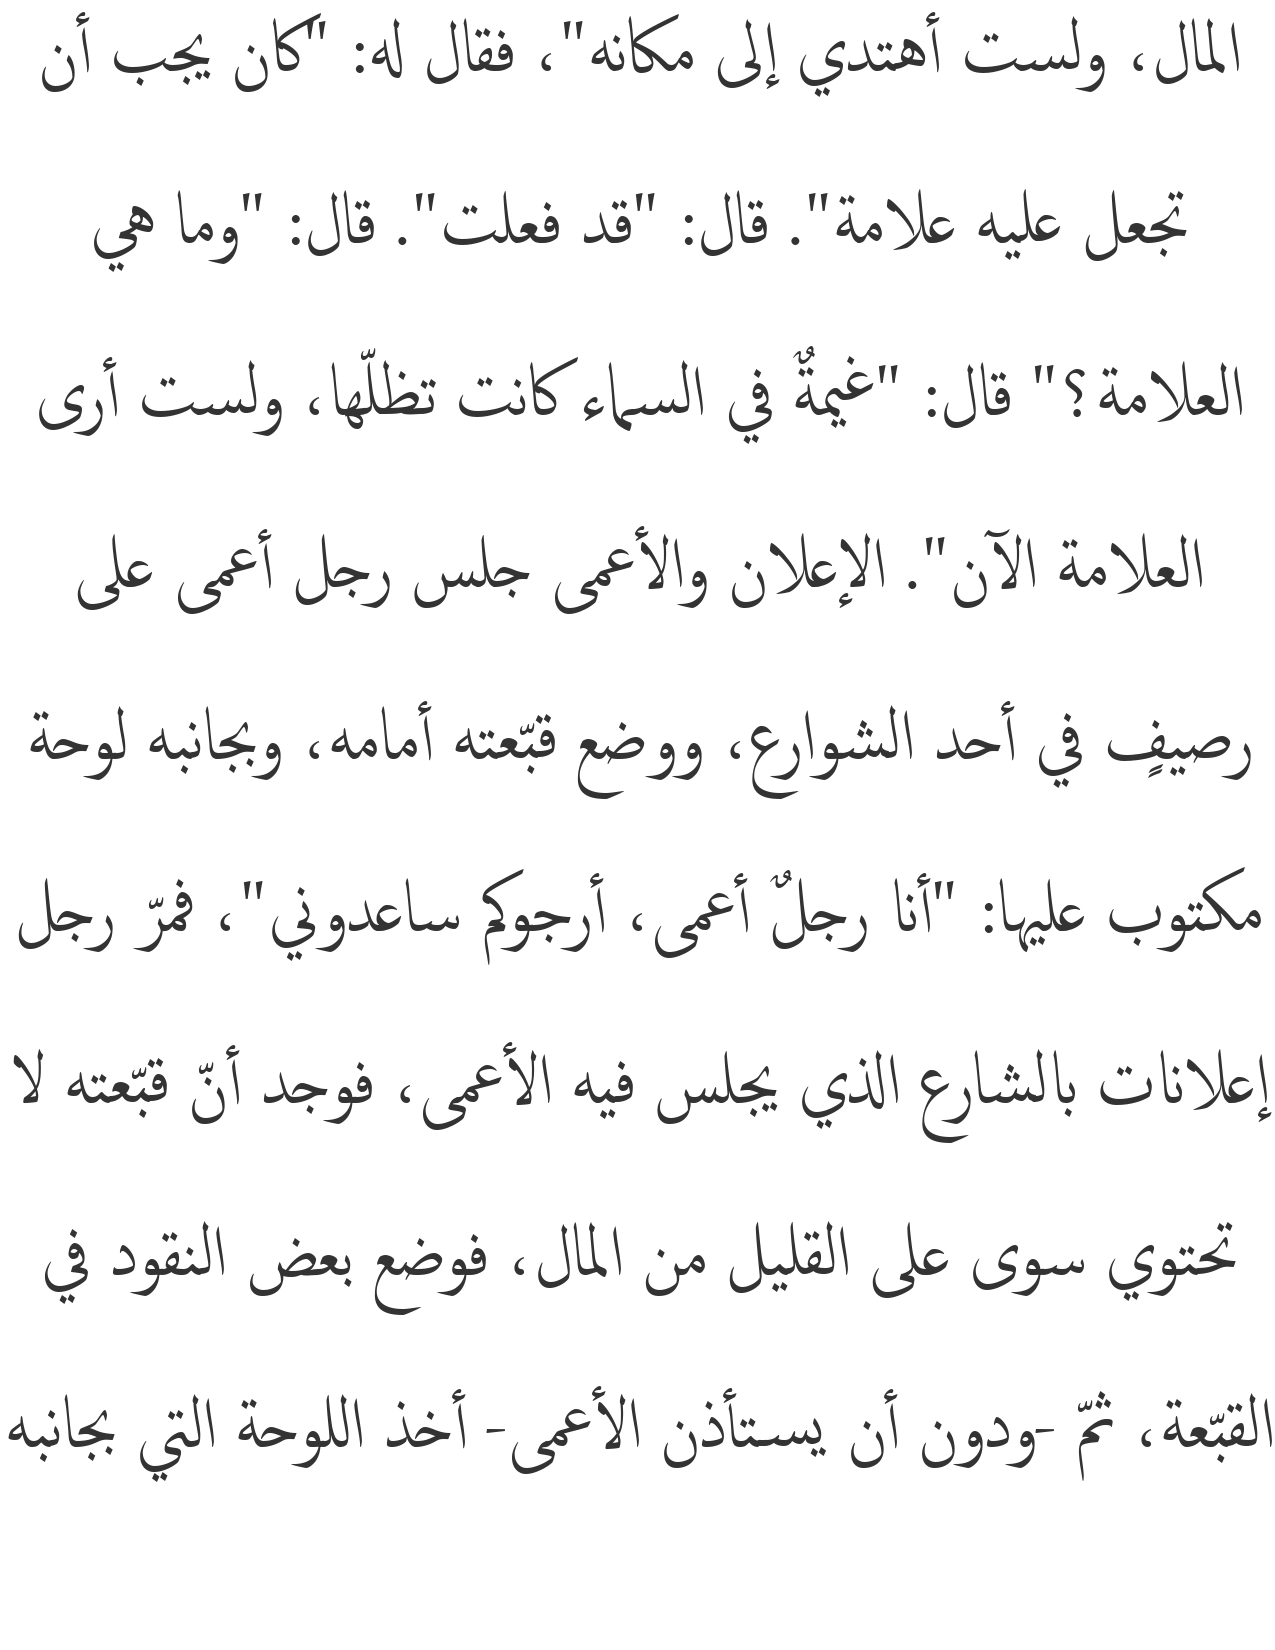 المال، ولست أهتدي إلى مكانه"، فقال له: "كان يجب أن
تجعل عليه علامة". قال: "قد فعلت". قال: "وما هي
العلامة؟" قال: "غيمةٌ في السماء كانت تظلّها، ولست أرى
العلامة الآن". الإعلان والأعمى جلس رجل أعمى على
رصيفٍ في أحد الشوارع، ووضع قبّعته أمامه، وبجانبه لوحة
مكتوب عليها: "أنا رجلٌ أعمى، أرجوكم ساعدوني"، فمرّ رجل
إعلانات بالشارع الذي يجلس فيه الأعمى، فوجد أنّ قبّعته لا
تحتوي سوى على القليل من المال، فوضع بعض النقود في
القبّعة، ثمّ -ودون أن يستأذن الأعمى- أخذ اللوحة التي بجانبه